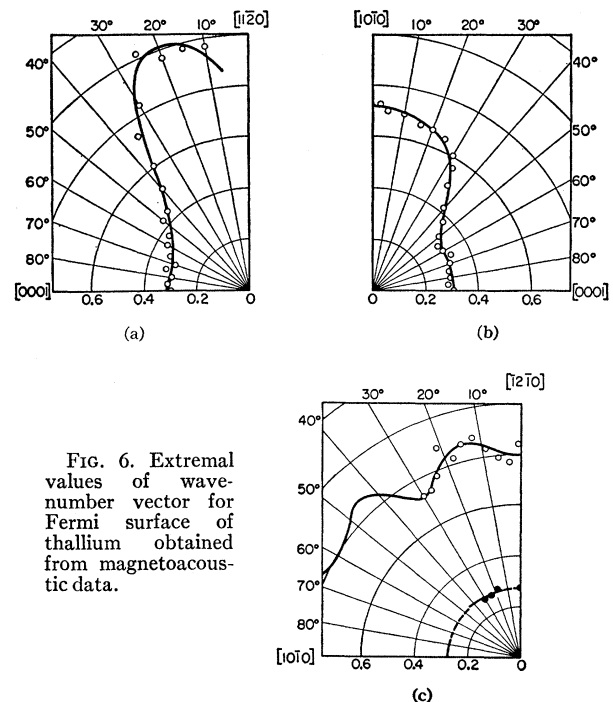 30° 20° 10° [112̄0]
40°
50°
60°
70°
80°
[0001̄]
0.6 0.4 0.2 0
(a)
[101̄0] 10° 20° 30°
40°
50°
60°
70°
80°
[0001̄]
0 0.2 0.4 0.6
(b)
FIG. 6. Extremal
values of wave-
number vector for
Fermi surface of
thallium obtained
from magnetoacous-
tic data.
[1̄21̄0]
30° 20° 10°
40°
50°
60°
70°
80°
[101̄0]
0.6 0.4 0.2 0
(c)